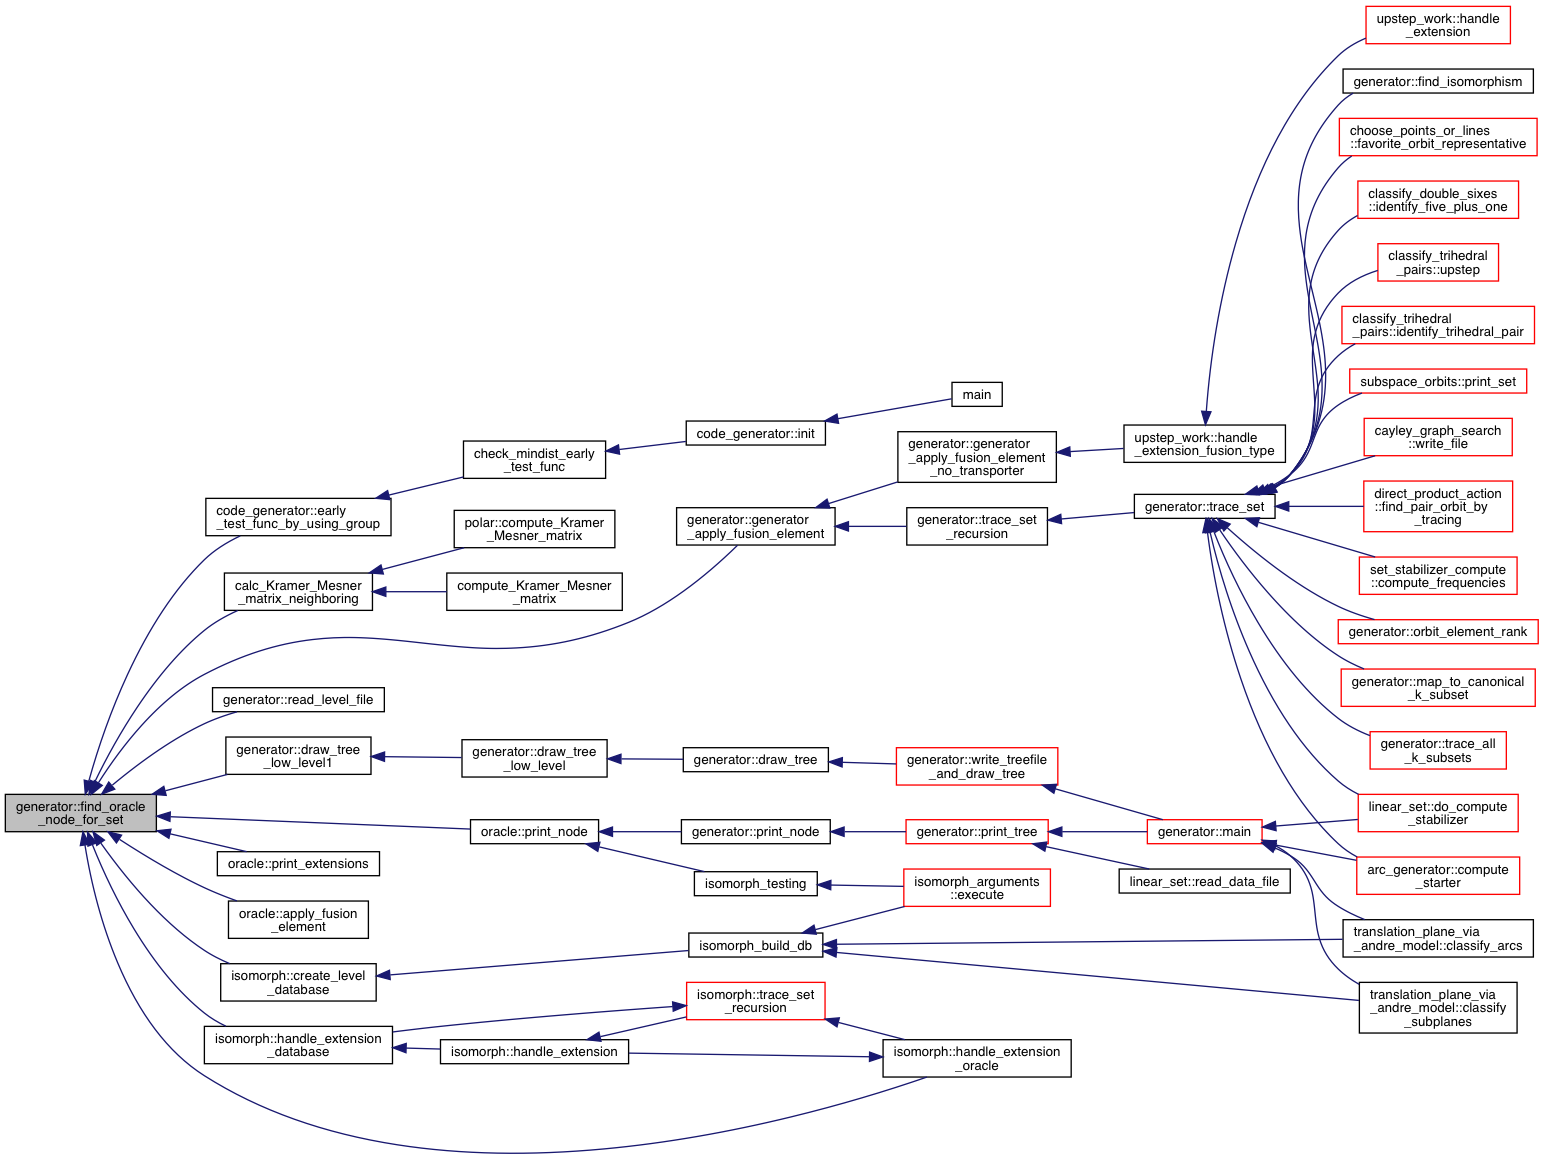 upstep_work::handle
_extension
generator::find_isomorphism
choose_points_or_lines
::favorite_orbit_representative
classify_double_sixes
::identify_five_plus_one
classify_trihedral
_pairs::upstep
classify_trihedral
_pairs::identify_trihedral_pair
subspace_orbits::print_set
main
code_generator::init
upstep_work::handle
_extension_fusion_type
cayley_graph_search
::write_file
check_mindist_early
_test_func
generator::generator
_apply_fusion_element
_no_transporter
code_generator::early
_test_func_by_using_group
generator::trace_set
direct_product_action
::find_pair_orbit_by
_tracing
polar::compute_Kramer
_Mesner_matrix
generator::generator
_apply_fusion_element
generator::trace_set
_recursion
set_stabilizer_compute
::compute_frequencies
calc_Kramer_Mesner
_matrix_neighboring
compute_Kramer_Mesner
_matrix
generator::orbit_element_rank
generator::map_to_canonical
_k_subset
generator::read_level_file
generator::draw_tree
_low_level1
generator::draw_tree
_low_level
generator::draw_tree
generator::write_treefile
_and_draw_tree
generator::trace_all
_k_subsets
generator::find_oracle
_node_for_set
oracle::print_node
generator::print_node
generator::print_tree
generator::main
linear_set::do_compute
_stabilizer
oracle::print_extensions
isomorph_testing
isomorph_arguments
::execute
linear_set::read_data_file
arc_generator::compute
_starter
oracle::apply_fusion
_element
isomorph_build_db
translation_plane_via
_andre_model::classify_arcs
isomorph::create_level
_database
isomorph::trace_set
_recursion
translation_plane_via
_andre_model::classify
_subplanes
isomorph::handle_extension
_database
isomorph::handle_extension
isomorph::handle_extension
_oracle